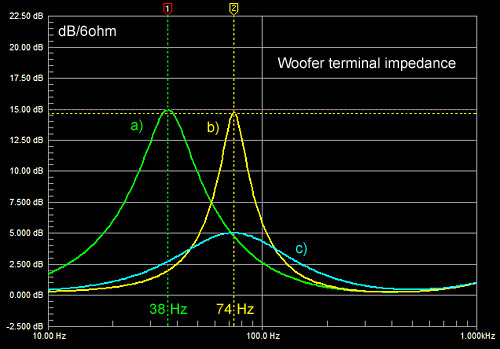 1 2
22.50 dB
dB/6ohm
20.00 dB
Woofer terminal impedance
17.50 dB
15.00 dB
a) b)
12.50 dB
10.00 dB
7.500 dB
5.000 dB
c)
2.500 dB
0.000 dB
38 Hz 74 Hz
-2.500 dB
10.00 Hz 100.0 Hz 1.000kHz